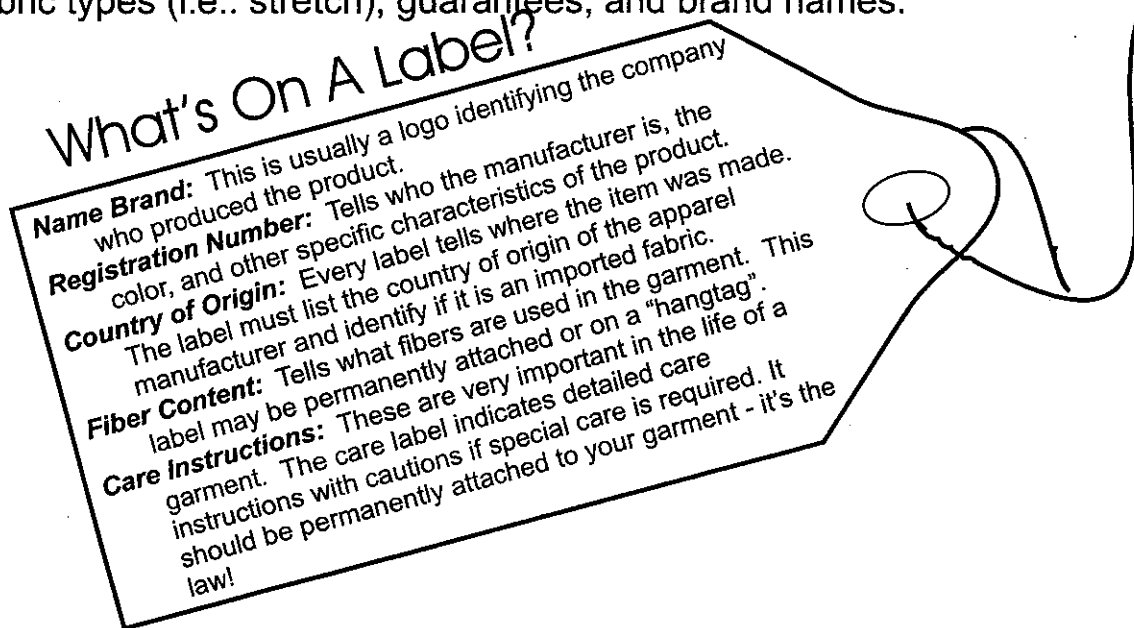 bric types (i.e.. stretch), guarantees, and brand names.
What's On A Label?
Name Brand: This is usually a logo identifying the company
who produced the product.
Registration Number: Tells who the manufacturer is, the
color, and other specific characteristics of the product.
Country of Origin: Every label tells where the item was made.
The label must list the country of origin of the apparel
manufacturer and identify if it is an imported fabric.
Fiber Content: Tells what fibers are used in the garment. This
label may be permanently attached or on a "hangtag".
Care Instructions: These are very important in the life of a
garment. The care label indicates detailed care
instructions with cautions if special care is required. It
should be permanently attached to your garment - it's the
law!